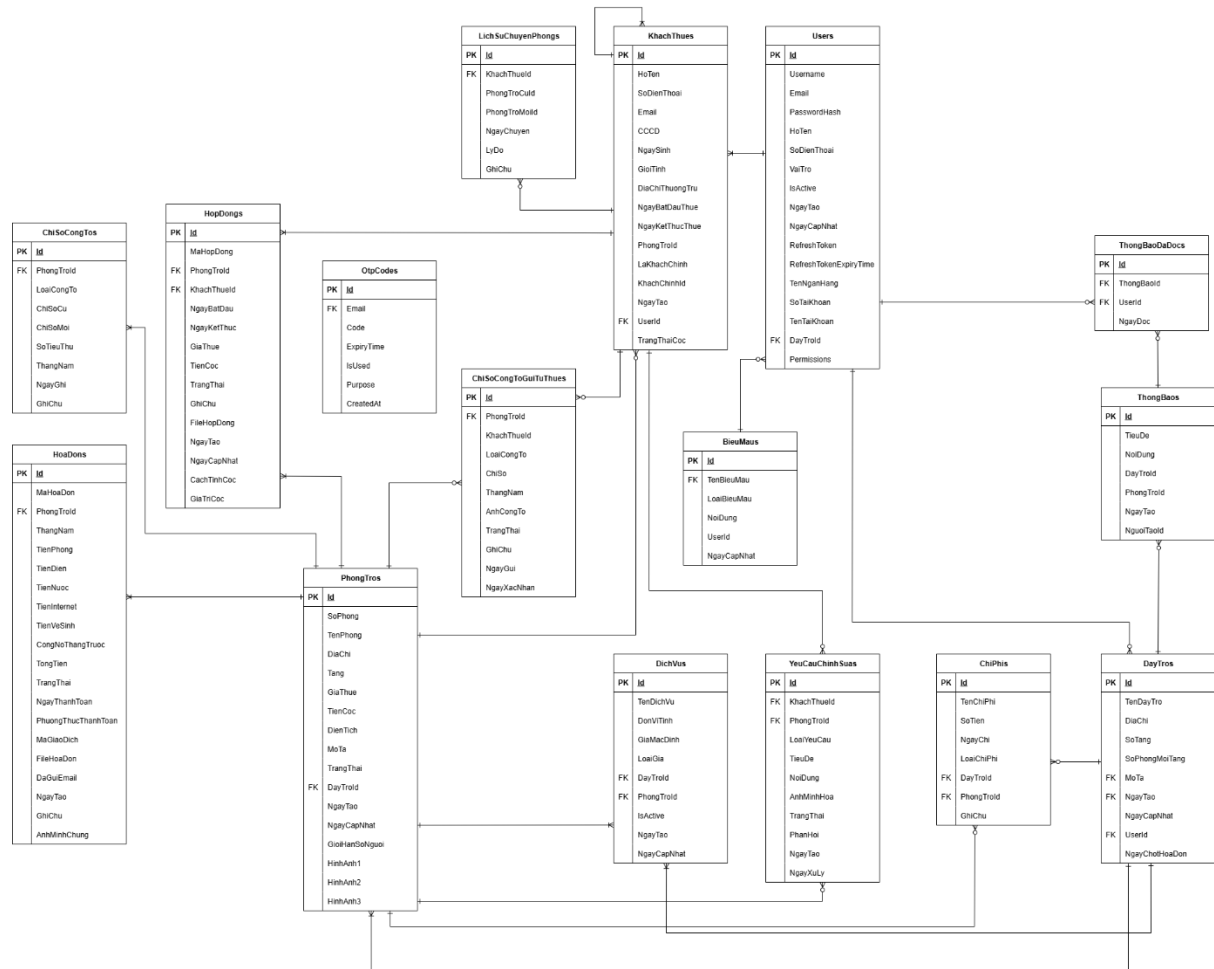 LichSuChuyenPhongs
PK Id
FK KhachThueId
PhongTroCuId
PhongTroMoiId
NgayChuyen
LyDo
GhiChu
KhachThues
PK Id
HoTen
SoDienThoai
Email
CCCD
NgaySinh
GioiTinh
DiaChiThuongTru
NgayBatDauThue
NgayKetThucThue
PhongTroId
LaKhachChinh
KhachChinhId
NgayTao
FK UserId
TrangThaiCoc
Users
PK Id
Username
Email
PasswordHash
HoTen
SoDienThoai
VaiTro
IsActive
NgayTao
NgayCapNhat
RefreshToken
RefreshTokenExpiryTime
TenNganHang
SoTaiKhoan
TenTaiKhoan
FK DayTroId
Permissions
HopDongs
PK Id
MaHopDong
FK PhongTroId
FK KhachThueId
NgayBatDau
NgayKetThuc
GiaThue
TienCoc
TrangThai
GhiChu
FileHopDong
NgayTao
NgayCapNhat
CachTinhCoc
GiaTriCoc
ChiSoCongTos
PK Id
FK PhongTroId
LoaiCongTo
ChiSoCu
ChiSoMoi
SoTieuThu
ThangNam
NgayGhi
GhiChu
OtpCodes
PK Id
FK Email
Code
ExpiryTime
IsUsed
Purpose
CreatedAt
ThongBaoDaDocs
PK Id
FK ThongBaoId
FK UserId
NgayDoc
ChiSoCongToGuiTuThues
PK Id
FK PhongTroId
KhachThueId
LoaiCongTo
ChiSo
ThangNam
AnhCongTo
TrangThai
GhiChu
NgayGui
NgayXacNhan
ThongBaos
PK Id
TieuDe
NoiDung
DayTroId
PhongTroId
NgayTao
NguoiTaoId
BieuMaus
PK Id
FK TenBieuMau
LoaiBieuMau
NoiDung
UserId
NgayCapNhat
HoaDons
PK Id
MaHoaDon
FK PhongTroId
ThangNam
TienPhong
TienDien
TienNuoc
TienInternet
TienVeSinh
CongNoThangTruoc
TongTien
TrangThai
NgayThanhToan
PhuongThucThanhToan
MaGiaoDich
FileHoaDon
DaGuiEmail
NgayTao
GhiChu
AnhMinhChung
PhongTros
PK Id
SoPhong
TenPhong
DiaChi
Tang
GiaThue
TienCoc
DienTich
MoTa
TrangThai
FK DayTroId
NgayTao
NgayCapNhat
GioiHanSoNguoi
HinhAnh1
HinhAnh2
HinhAnh3
DichVus
PK Id
TenDichVu
DonViTinh
GiaMacDinh
LoaiGia
FK DayTroId
FK PhongTroId
IsActive
NgayTao
NgayCapNhat
YeuCauChinhSuas
PK Id
FK KhachThueId
FK PhongTroId
LoaiYeuCau
TieuDe
NoiDung
AnhMinhHoa
TrangThai
PhanHoi
NgayTao
NgayXuLy
ChiPhis
PK Id
TenChiPhi
SoTien
NgayChi
LoaiChiPhi
FK DayTroId
FK PhongTroId
GhiChu
DayTros
PK Id
TenDayTro
DiaChi
SoTang
SoPhongMoiTang
FK MoTa
FK NgayTao
NgayCapNhat
FK UserId
NgayChotHoaDon